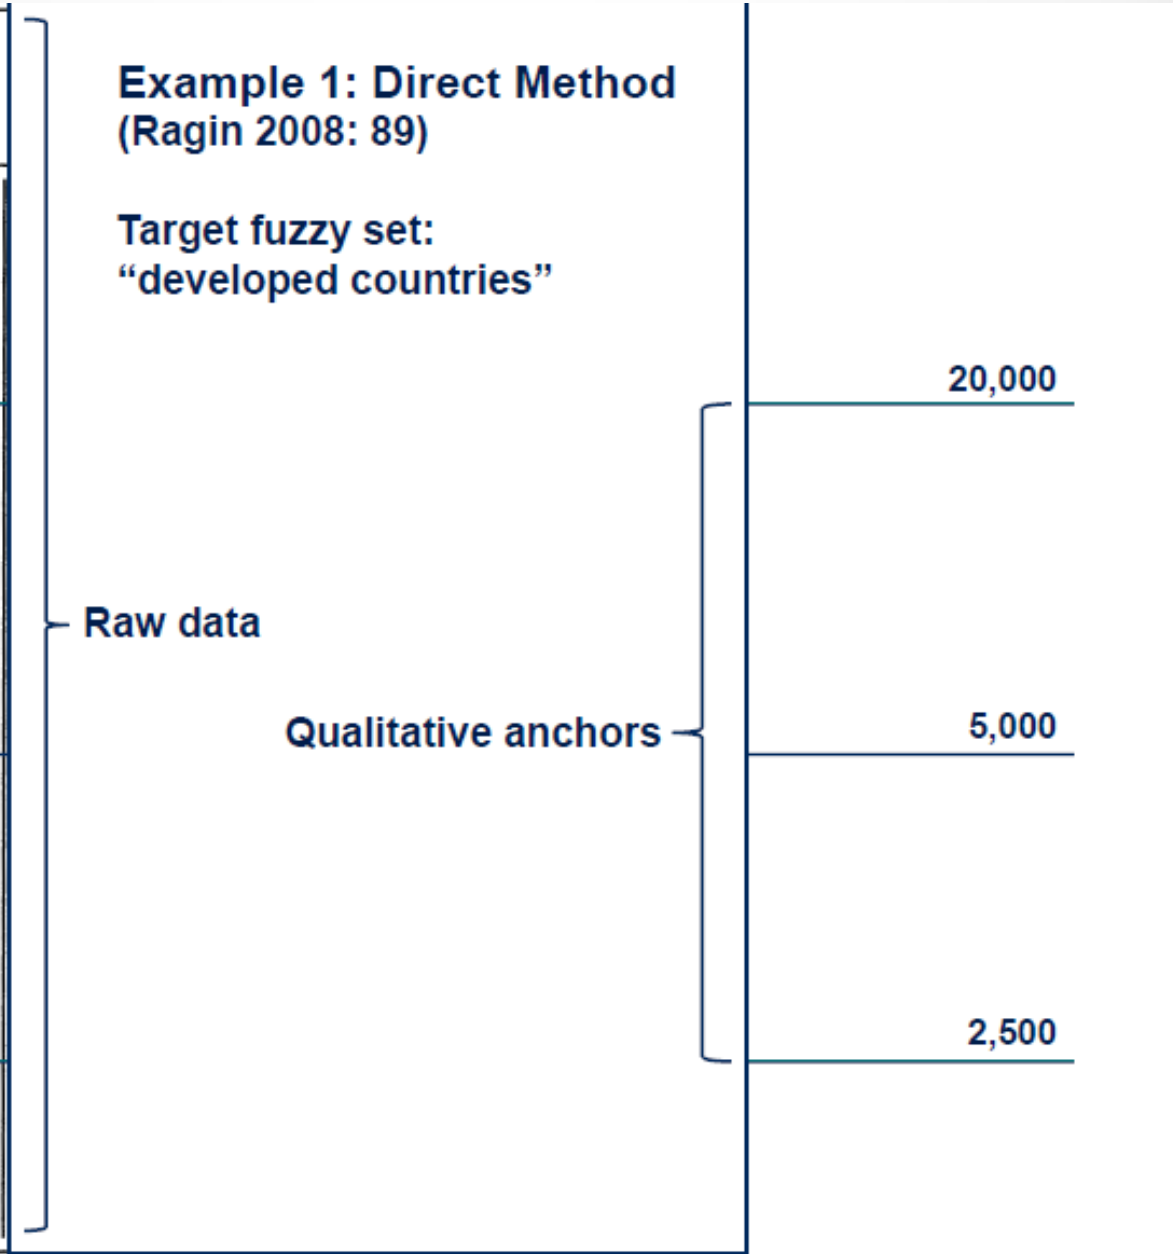 Example 1: Direct Method
(Ragin 2008: 89)
Target fuzzy set:
“developed countries”
20,000
Raw data
5,000
Qualitative anchors
2,500